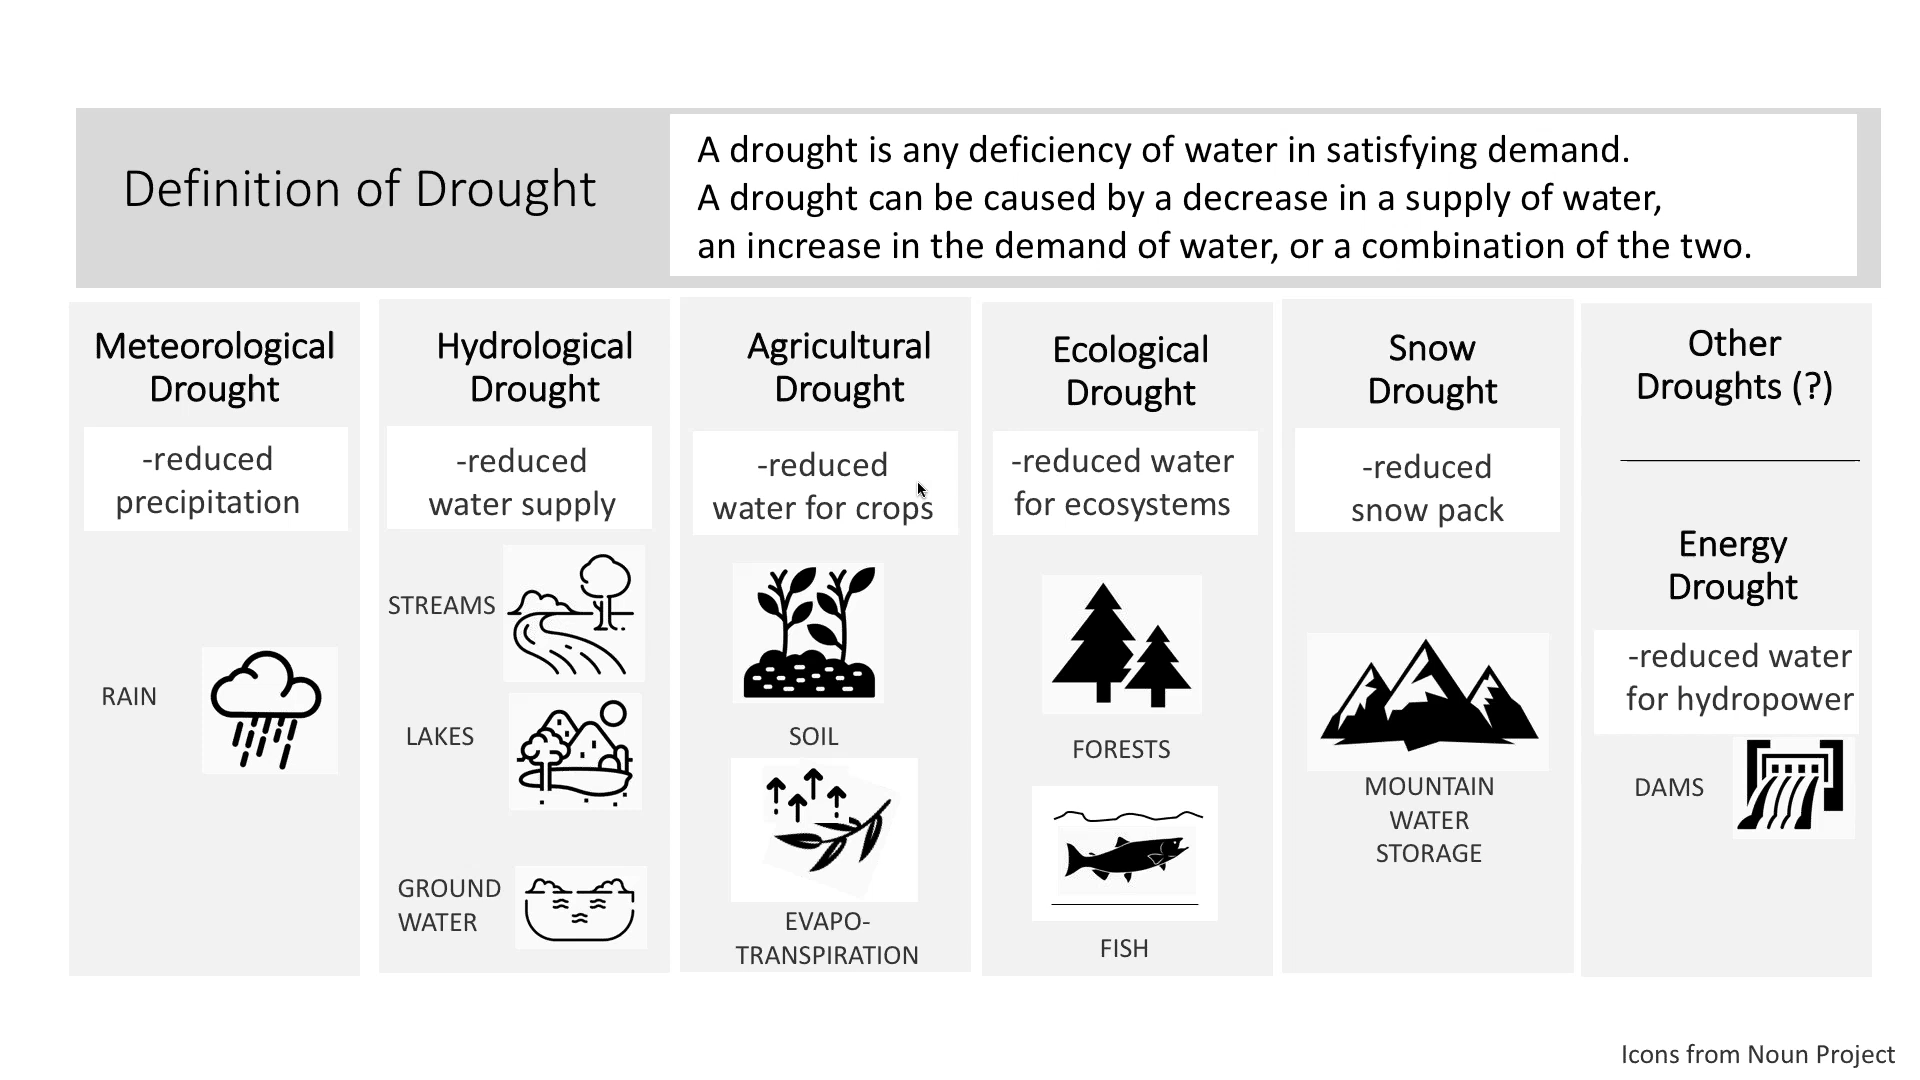 Definition of Drought
A drought is any deficiency of water in satisfying demand.
A drought can be caused by a decrease in a supply of water,
an increase in the demand of water, or a combination of the two.
Meteorological
Drought
-reduced
precipitation
RAIN
Hydrological
Drought
-reduced
water supply
STREAMS
LAKES
GROUND
WATER
Agricultural
Drought
-reduced
water for crops
SOIL
EVAPO-
TRANSPIRATION
Ecological
Drought
-reduced water
for ecosystems
FORESTS
FISH
Snow
Drought
-reduced
snow pack
MOUNTAIN
WATER
STORAGE
Other
Droughts (?)
Energy
Drought
-reduced water
for hydropower
DAMS
Icons from Noun Project